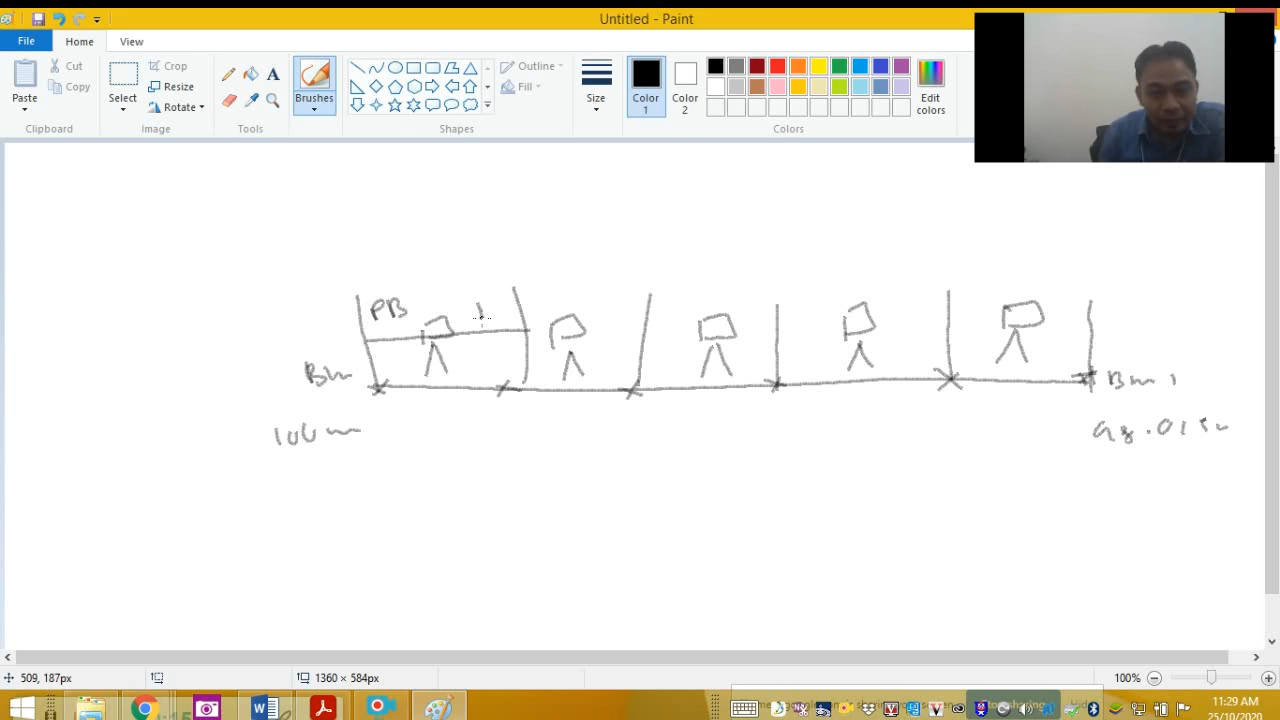 Untitled - Paint
File
Home
View
Paste
Cut
Copy
Clipboard
Select
Crop
Resize
Rotate
Image
Tools
Brushes
Outline
Fill
Shapes
Size
Color 1
Color 2
Edit colors
Colors
PB
Bm
Bm 1
100 m
509, 187px
1360 × 584px
100%
11:29 AM
25/10/2020